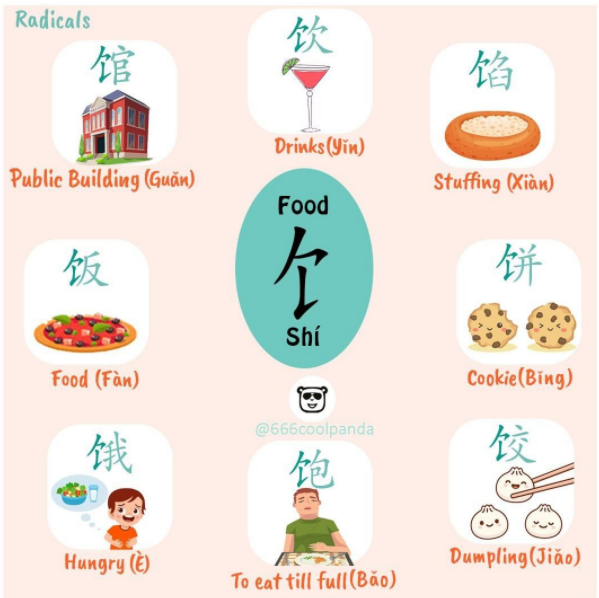 Radicals
馆
Public Building (Guǎn)
饮
Drinks(Yǐn)
馅
Stuffing (Xiàn)
Food
饣
Shí
饭
Food (Fàn)
饼
Cookie(Bǐng)
@666coolpanda
饿
Hungry (È)
饱
To eat till full(Bǎo)
饺
Dumpling(Jiǎo)